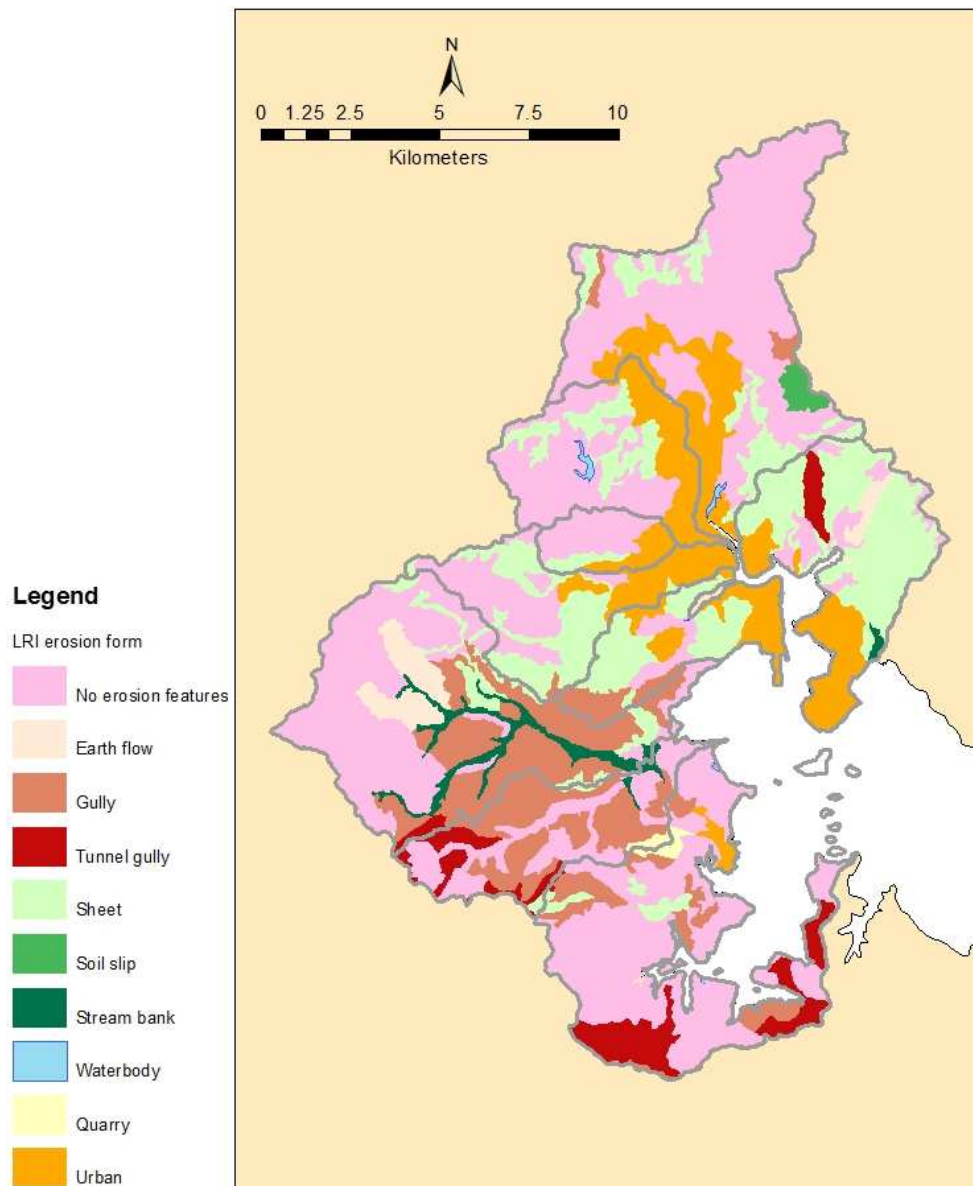 N
0 1.25 2.5 5 7.5 10
Kilometers
Legend
LRI erosion form
No erosion features
Earth flow
Gully
Tunnel gully
Sheet
Soil slip
Stream bank
Waterbody
Quarry
Urban